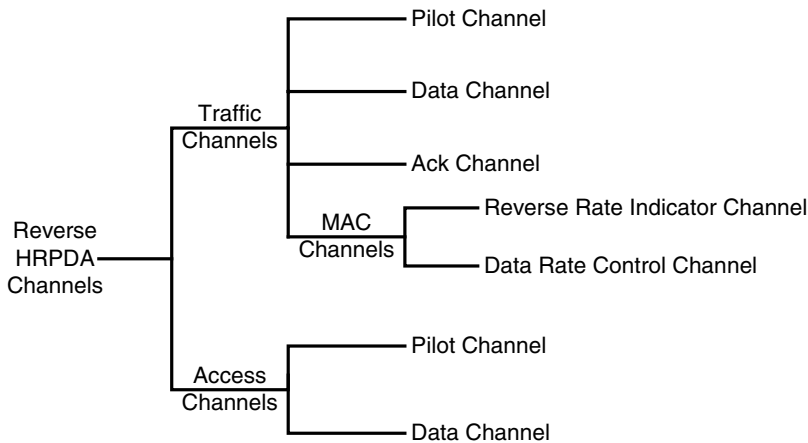 Reverse
HRPDA
Channels
Traffic
Channels
Pilot Channel
Data Channel
Ack Channel
MAC
Channels
Reverse Rate Indicator Channel
Data Rate Control Channel
Access
Channels
Pilot Channel
Data Channel